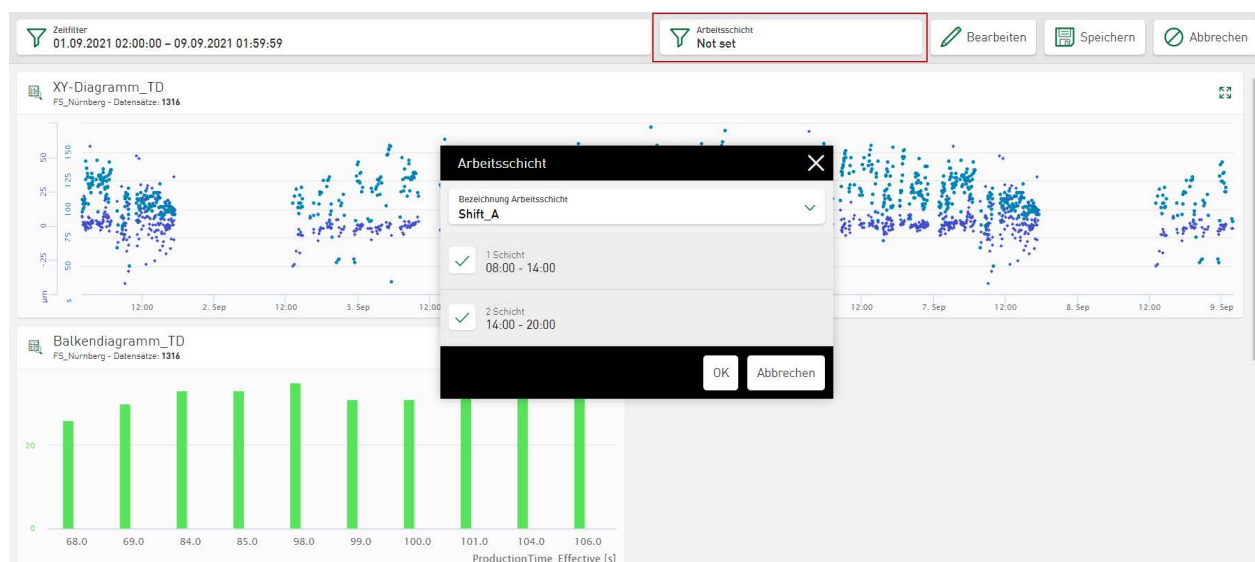 Zeitfilter
01.09.2021 02:00:00 – 09.09.2021 01:59:59
Arbeitsschicht
Not set
Bearbeiten
Speichern
Abbrechen
XY-Diagramm_TD
FS_Nürnberg - Datensätze: 1316
50
25
0
-25
µm
150
125
100
75
50
s
12:00
2. Sep
12:00
3. Sep
12:00
12:00
7. Sep
12:00
8. Sep
12:00
9. Sep
Arbeitsschicht
Bezeichnung Arbeitsschicht
Shift_A
1 Schicht
08:00 - 14:00
2 Schicht
14:00 - 20:00
OK
Abbrechen
Balkendiagramm_TD
FS_Nürnberg - Datensätze: 1316
20
0
68.0 69.0 84.0 85.0 98.0 99.0 100.0 101.0 104.0 106.0
ProductionTime_Effective [s]